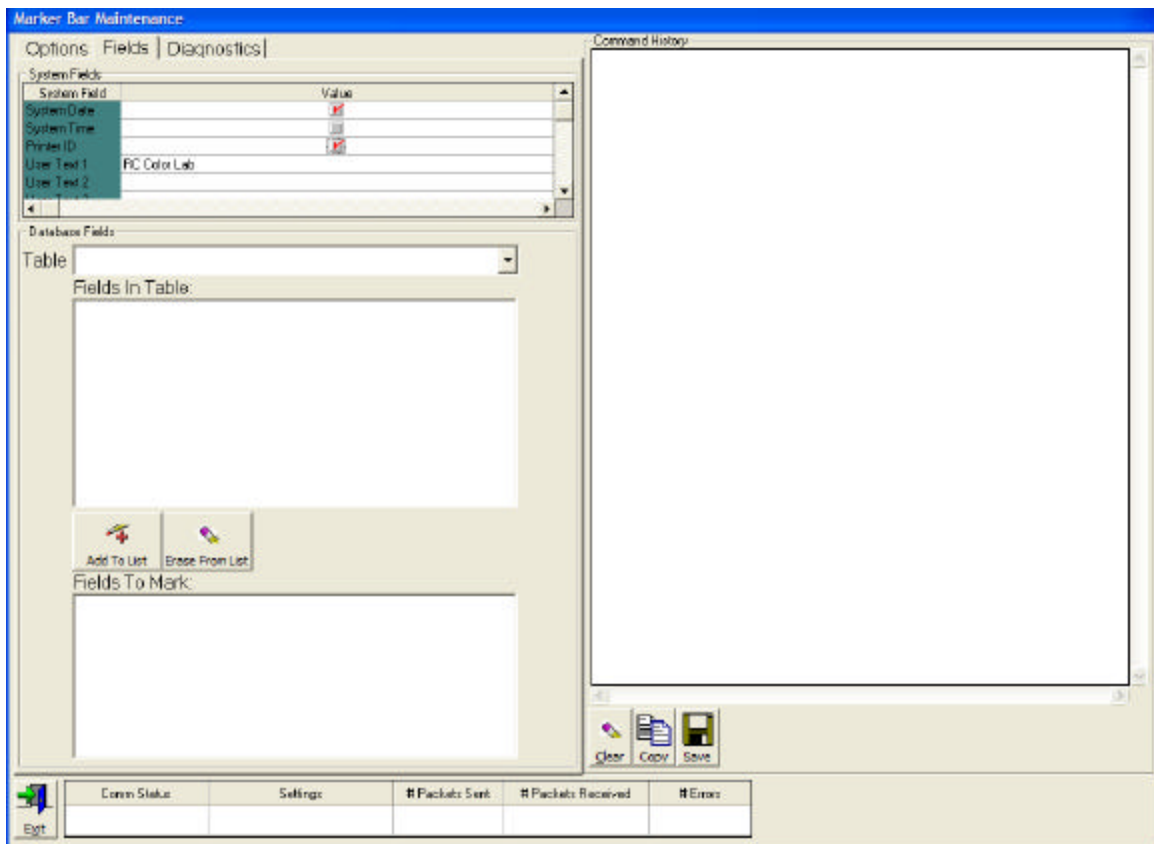 Marker Bar Maintenance
Options Fields Diagnostics
System Fields
System Field Value
System Date
System Time
Printer ID
User Text 1 RC Color Lab
User Text 2
Database Fields
Table
Fields In Table:
Add To List Erase From List
Fields To Mark:
Command History
Clear Copy Save
Exit
Comm Status Settings # Packets Sent # Packets Received # Errors